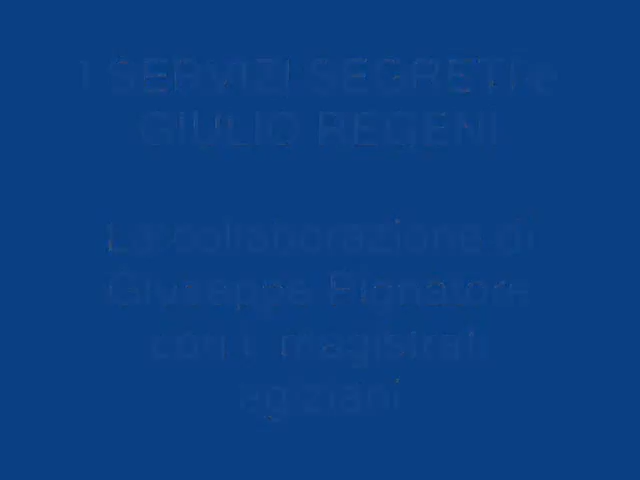 I SERVIZI SEGRETI e
GIULIO REGENI
La collaborazione di
Giuseppe Pignatone
con i magistrati
egiziani